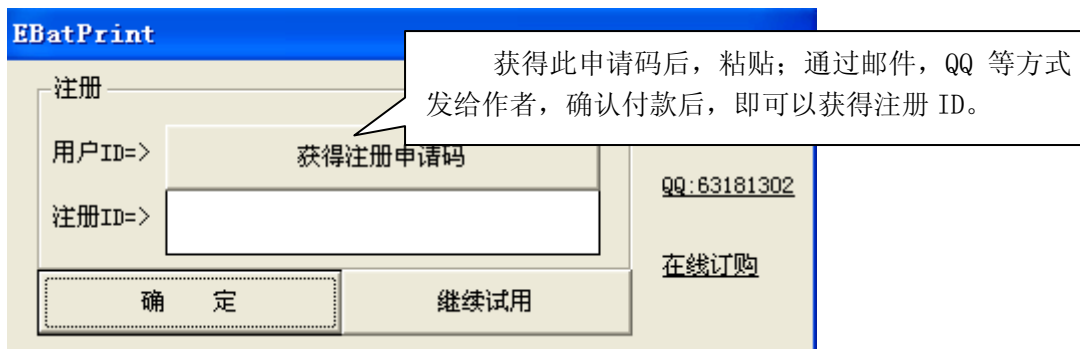 EBatPrint
获得此申请码后，粘贴；通过邮件，QQ 等方式
发给作者，确认付款后，即可以获得注册 ID。
注册
用户ID=>
获得注册申请码
QQ:63181302
注册ID=>
在线订购
确 定
继续试用